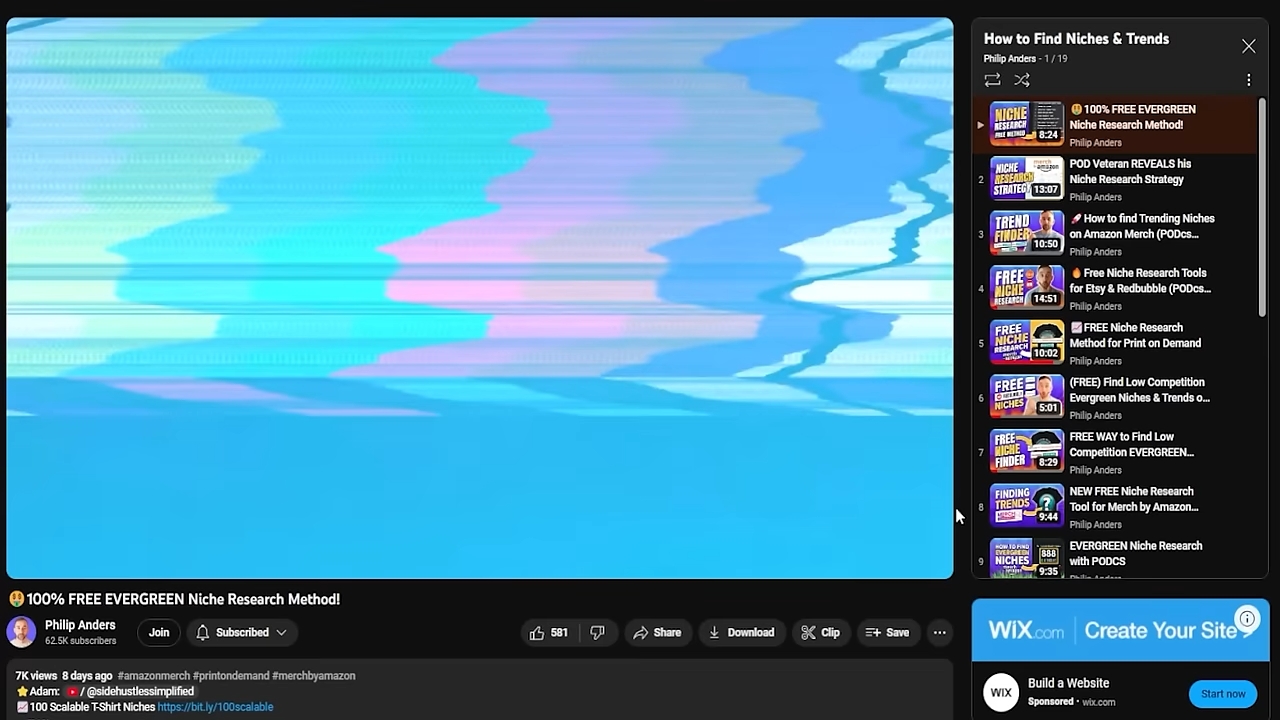 How to Find Niches & Trends
Philip Anders - 1 / 19
NICHE
RESEARCH
FREE METHOD
8:24
🤑100% FREE EVERGREEN
Niche Research Method!
Philip Anders
2
NICHE
RESEARCH
STRATEGY
merch
amazon
13:07
POD Veteran REVEALS his
Niche Research Strategy
Philip Anders
3
TREND
FINDER
10:50
🚀How to find Trending Niches
on Amazon Merch (PODcs...
Philip Anders
4
FREE
NICHE
RESEARCH
14:51
🔥Free Niche Research Tools
for Etsy & Redbubble (PODcs...
Philip Anders
5
FREE
NICHE
RESEARCH
10:02
📈FREE Niche Research
Method for Print on Demand
Philip Anders
6
FREE
NICHES
5:01
(FREE) Find Low Competition
Evergreen Niches & Trends o...
Philip Anders
7
FREE
NICHE
FINDER
8:29
FREE WAY to Find Low
Competition EVERGREEN...
Philip Anders
8
FINDING
TRENDS
MERCH
?
9:44
NEW FREE Niche Research
Tool for Merch by Amazon...
Philip Anders
9
HOW TO FIND
EVERGREEN
NICHES
888
9:35
EVERGREEN Niche Research
with PODCS
Philip Anders
🤑100% FREE EVERGREEN Niche Research Method!
Philip Anders
62.5K subscribers
Join
Subscribed
581
Share
Download
Clip
Save
7K views 8 days ago #amazonmerch #printondemand #merchbyamazon
⭐Adam: / @sidehustlessimplified
📈100 Scalable T-Shirt Niches https://bit.ly/100scalable
WiX.com | Create Your Site
WiX
Build a Website
Sponsored · wix.com
Start now